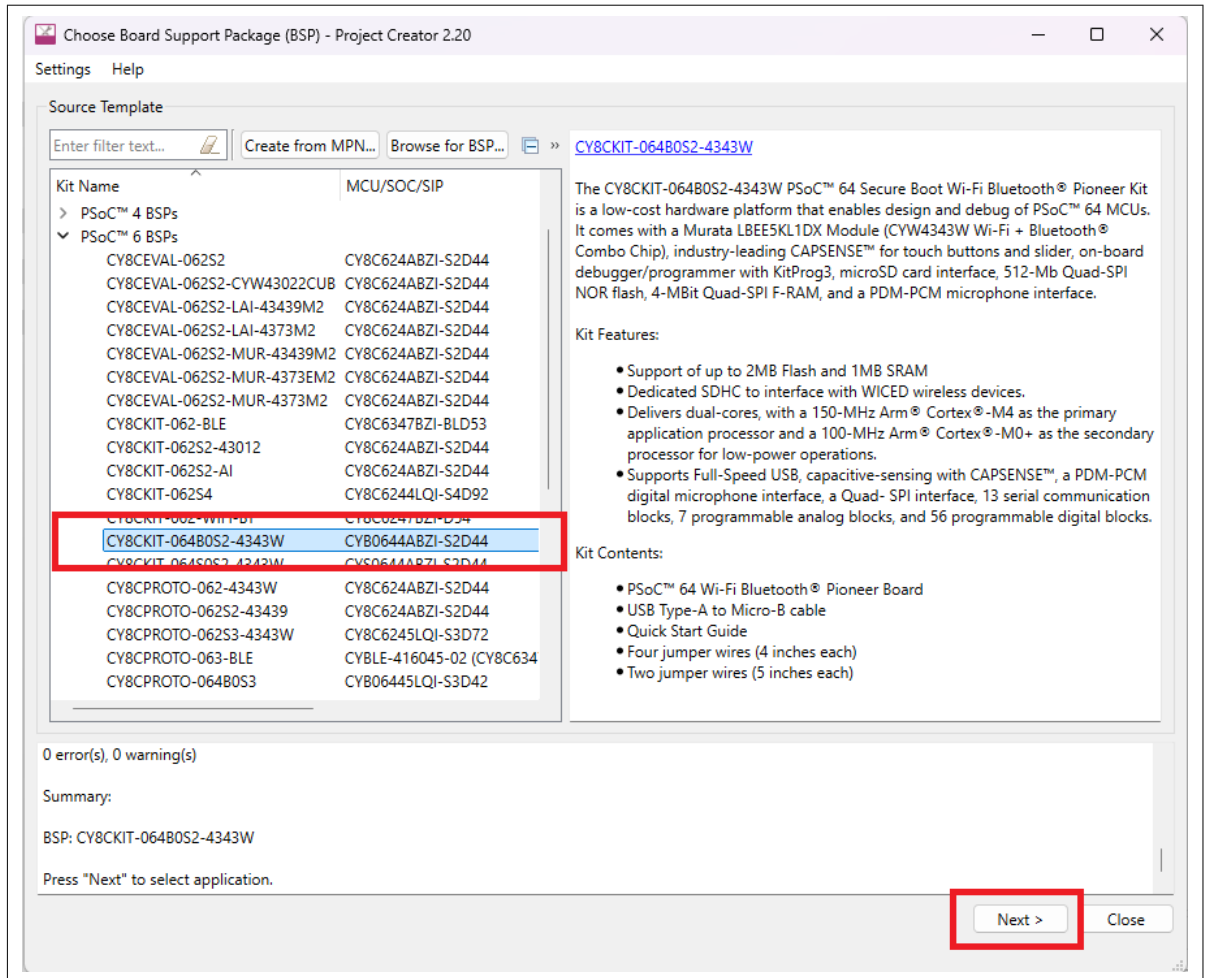 Choose Board Support Package (BSP) - Project Creator 2.20
Settings Help
Source Template
Enter filter text... Create from MPN... Browse for BSP... »
Kit Name MCU/SOC/SIP
PSoC™ 4 BSPs
PSoC™ 6 BSPs
CY8CEVAL-062S2 CY8C624ABZI-S2D44
CY8CEVAL-062S2-CYW43022CUB CY8C624ABZI-S2D44
CY8CEVAL-062S2-LAI-43439M2 CY8C624ABZI-S2D44
CY8CEVAL-062S2-LAI-4373M2 CY8C624ABZI-S2D44
CY8CEVAL-062S2-MUR-43439M2 CY8C624ABZI-S2D44
CY8CEVAL-062S2-MUR-4373EM2 CY8C624ABZI-S2D44
CY8CEVAL-062S2-MUR-4373M2 CY8C624ABZI-S2D44
CY8CKIT-062-BLE CY8C6347BZI-BLD53
CY8CKIT-062S2-43012 CY8C624ABZI-S2D44
CY8CKIT-062S2-AI CY8C624ABZI-S2D44
CY8CKIT-062S4 CY8C6244LQI-S4D92
CY8CKIT-062-WIFI-BT CY8C6247BZI-D54
CY8CKIT-064B0S2-4343W CYB0644ABZI-S2D44
CY8CKIT-064S0S2-4343W CYS0644ABZI-S2D44
CY8CPROTO-062-4343W CY8C624ABZI-S2D44
CY8CPROTO-062S2-43439 CY8C624ABZI-S2D44
CY8CPROTO-062S3-4343W CY8C6245LQI-S3D72
CY8CPROTO-063-BLE CYBLE-416045-02 (CY8C634
CY8CPROTO-064B0S3 CYB06445LQI-S3D42
CY8CKIT-064B0S2-4343W
The CY8CKIT-064B0S2-4343W PSoC™ 64 Secure Boot Wi-Fi Bluetooth® Pioneer Kit
is a low-cost hardware platform that enables design and debug of PSoC™ 64 MCUs.
It comes with a Murata LBEE5KL1DX Module (CYW4343W Wi-Fi + Bluetooth®
Combo Chip), industry-leading CAPSENSE™ for touch buttons and slider, on-board
debugger/programmer with KitProg3, microSD card interface, 512-Mb Quad-SPI
NOR flash, 4-MBit Quad-SPI F-RAM, and a PDM-PCM microphone interface.
Kit Features:
• Support of up to 2MB Flash and 1MB SRAM
• Dedicated SDHC to interface with WICED wireless devices.
• Delivers dual-cores, with a 150-MHz Arm® Cortex®-M4 as the primary
application processor and a 100-MHz Arm® Cortex®-M0+ as the secondary
processor for low-power operations.
• Supports Full-Speed USB, capacitive-sensing with CAPSENSE™, a PDM-PCM
digital microphone interface, a Quad- SPI interface, 13 serial communication
blocks, 7 programmable analog blocks, and 56 programmable digital blocks.
Kit Contents:
• PSoC™ 64 Wi-Fi Bluetooth® Pioneer Board
• USB Type-A to Micro-B cable
• Quick Start Guide
• Four jumper wires (4 inches each)
• Two jumper wires (5 inches each)
0 error(s), 0 warning(s)
Summary:
BSP: CY8CKIT-064B0S2-4343W
Press "Next" to select application.
Next > Close